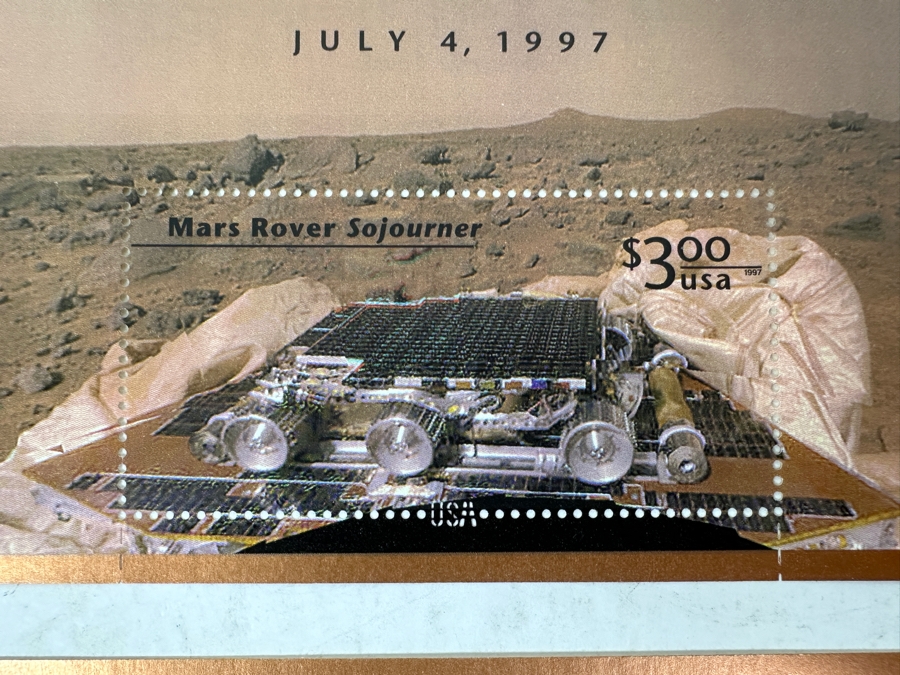 JULY 4, 1997
Mars Rover Sojourner
$3.00
1997
usa
USA